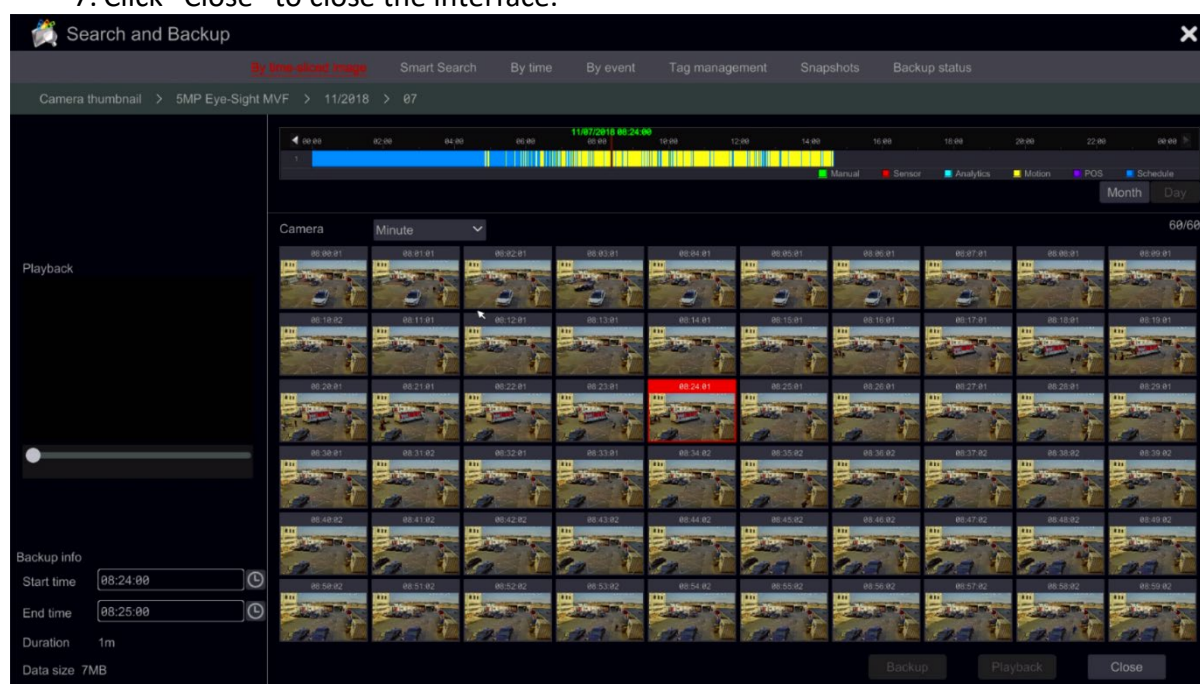 7. Click "Close" to close the interface.
Search and Backup
By time-sliced image Smart Search By time By event Tag management Snapshots Backup status
Camera thumbnail > 5MP Eye-Sight MVF > 11/2018 > 07
11/07/2018 08:24:00
00:00 02:00 04:00 06:00 08:00 10:00 12:00 14:00 16:00 18:00 20:00 22:00 00:00
1
Manual Sensor Analytics Motion POS Schedule
Month Day
Camera Minute 60/60
Playback
08:00:01 08:01:01 08:02:01 08:03:01 08:04:01 08:05:01 08:06:01 08:07:01 08:08:01 08:09:01
08:10:02 08:11:01 08:12:01 08:13:01 08:14:01 08:15:01 08:16:01 08:17:01 08:18:01 08:19:01
08:20:01 08:21:01 08:22:01 08:23:01 08:24:01 08:25:01 08:26:01 08:27:01 08:28:01 08:29:01
08:30:01 08:31:02 08:32:01 08:33:01 08:34:02 08:35:02 08:36:02 08:37:02 08:38:02 08:39:02
08:40:02 08:41:02 08:42:02 08:43:02 08:44:02 08:45:02 08:46:02 08:47:02 08:48:02 08:49:02
08:50:02 08:51:02 08:52:02 08:53:02 08:54:02 08:55:02 08:56:02 08:57:02 08:58:02 08:59:02
Backup info
Start time 08:24:00
End time 08:25:00
Duration 1m
Data size 7MB
Backup Playback Close